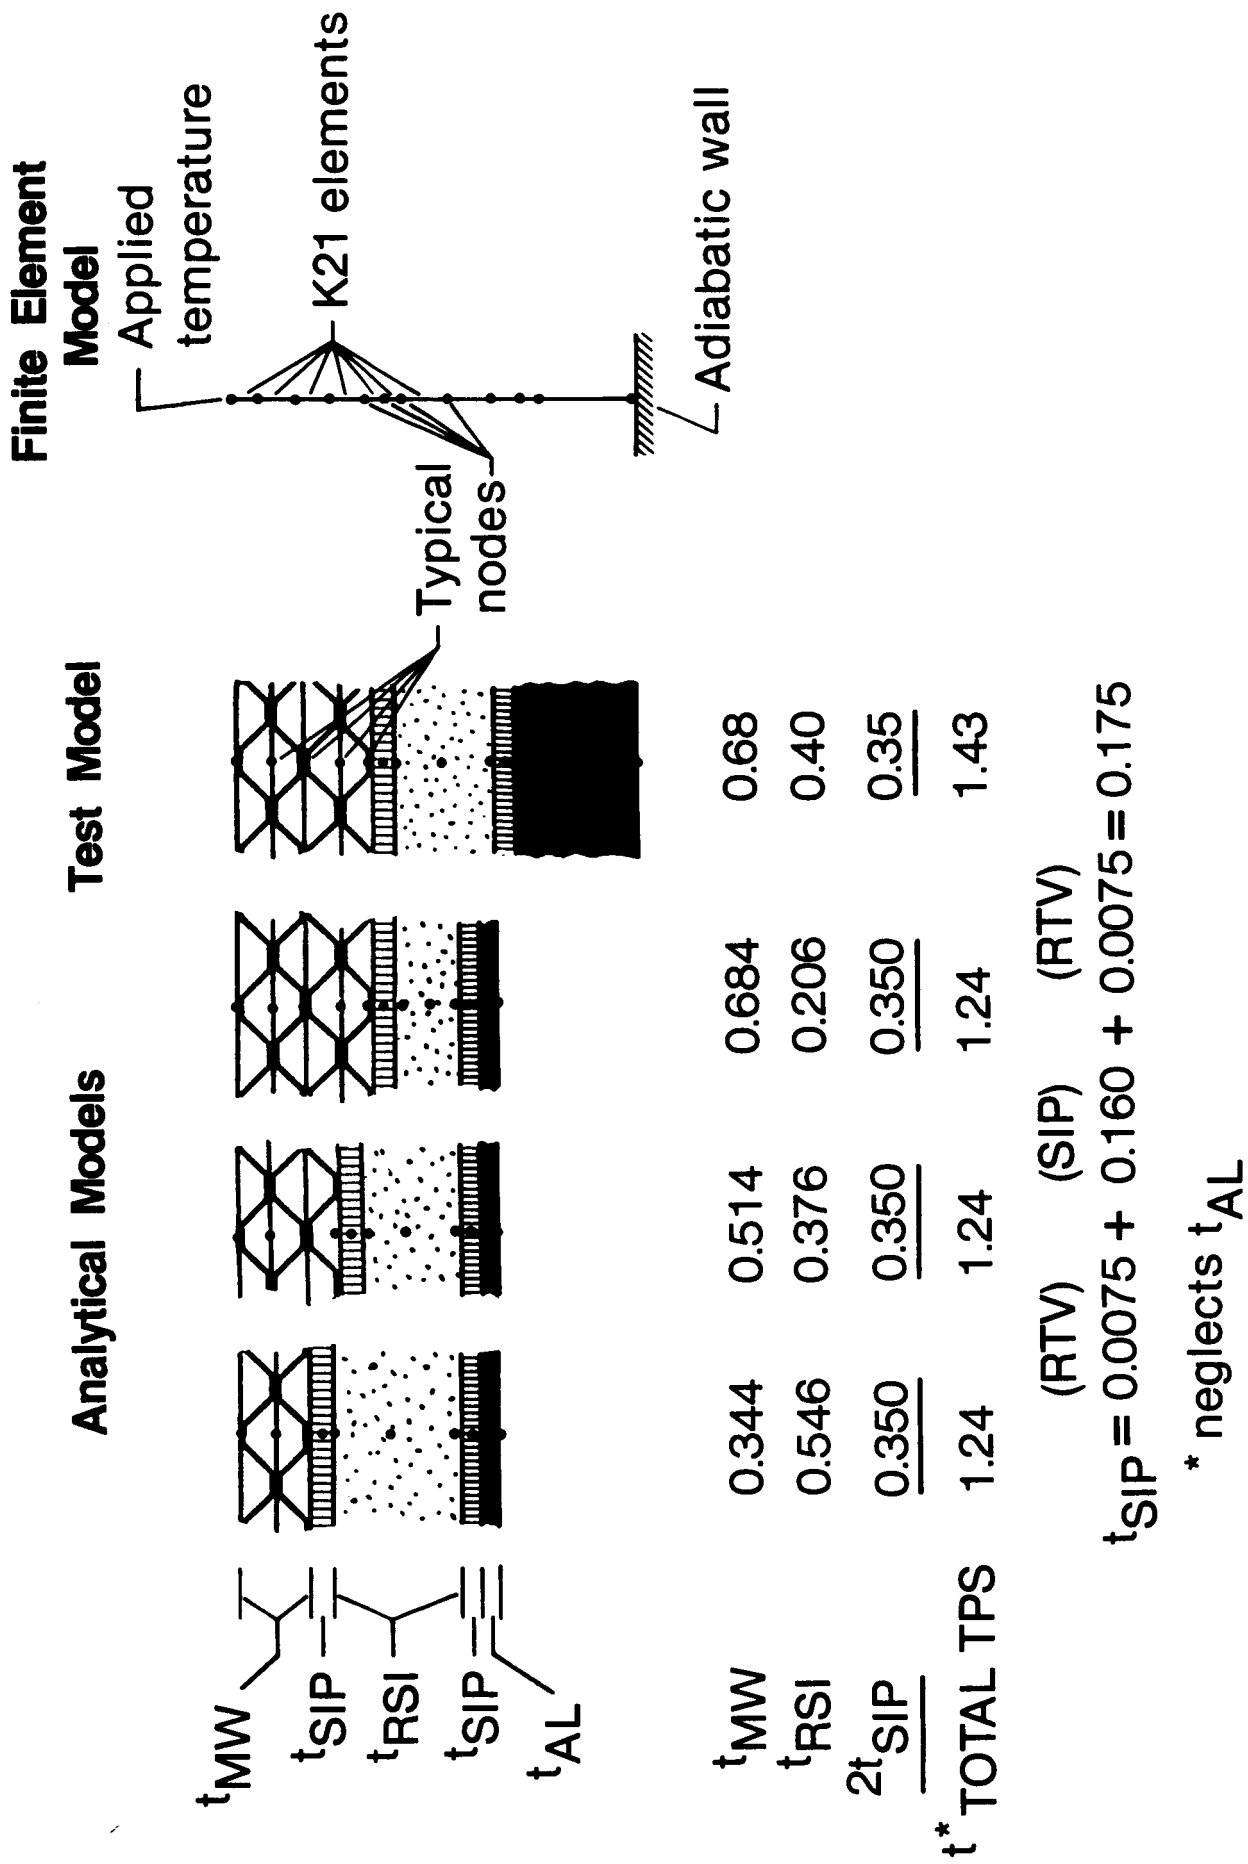 Analytical Models
Test Model
Finite Element
Model
Applied
temperature
K21 elements
Typical
nodes
Adiabatic wall
tMW
tSIP
tRSI
tSIP
tAL
tMW 0.344 0.514 0.684 0.68
tRSI 0.546 0.376 0.206 0.40
2tSIP 0.350 0.350 0.350 0.35
t* TOTAL TPS 1.24 1.24 1.24 1.43
(RTV) (SIP) (RTV)
tSIP = 0.0075 + 0.160 + 0.0075 = 0.175
* neglects tAL